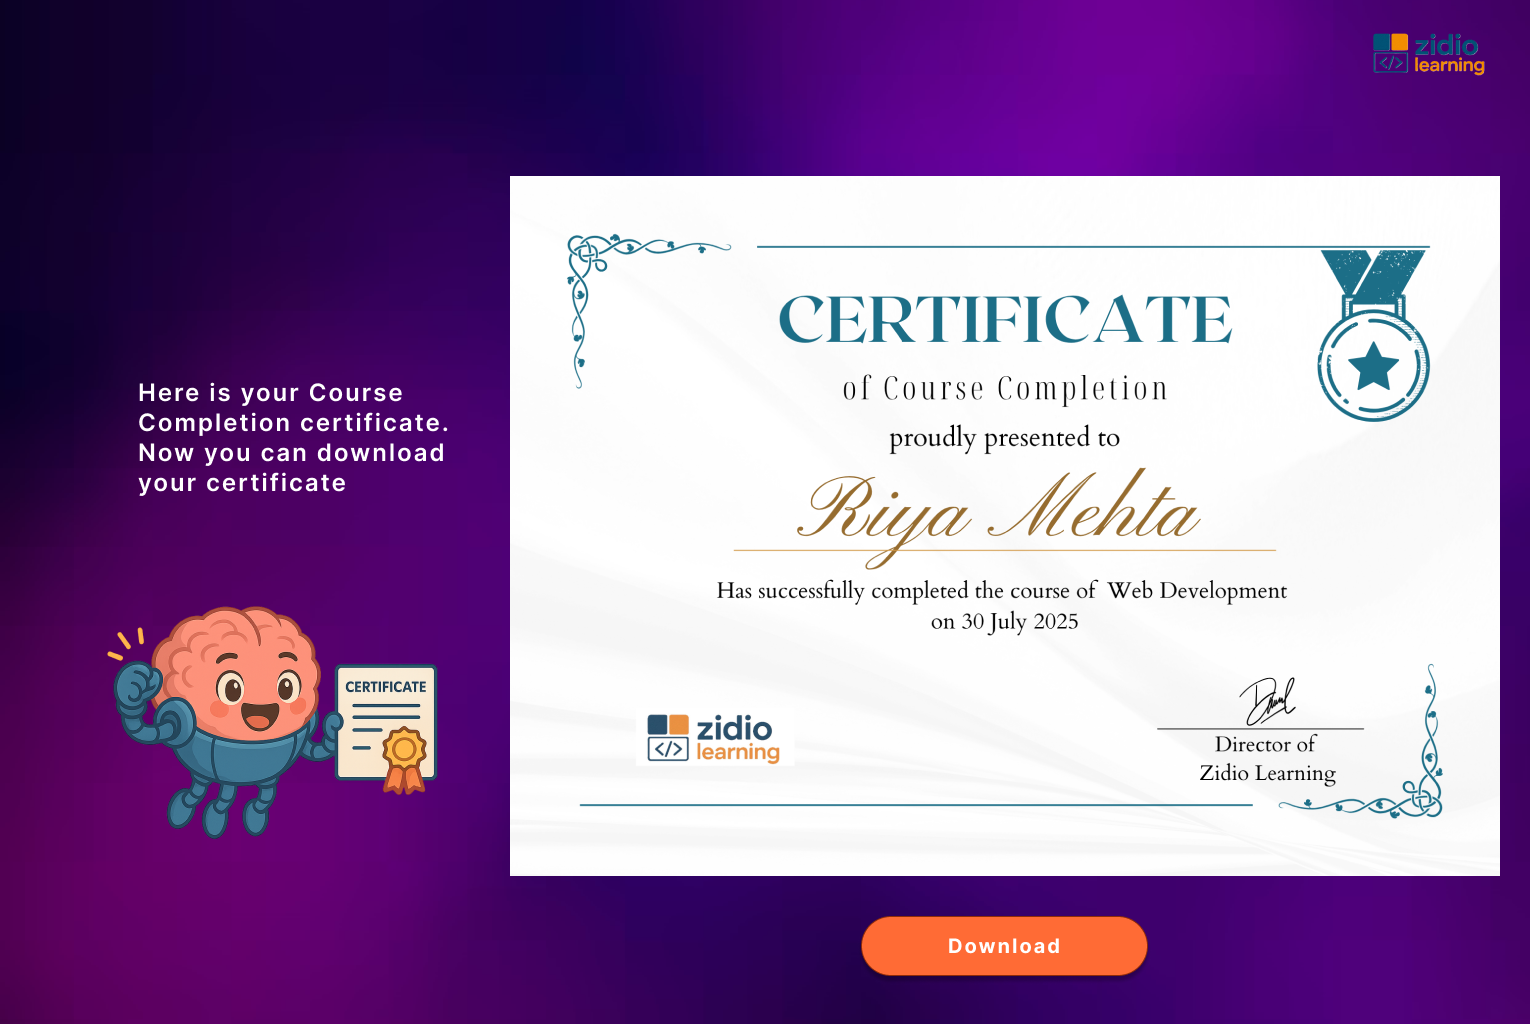 zidio
learning
Here is your Course
Completion certificate.
Now you can download
your certificate
CERTIFICATE
CERTIFICATE
of Course Completion
proudly presented to
Riya Mehta
Has successfully completed the course of Web Development
on 30 July 2025
</>
zidio
learning
Director of
Zidio Learning
Download